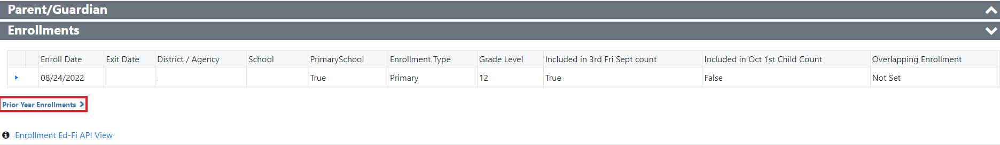 Parent/Guardian
Enrollments
Enroll Date Exit Date District / Agency School PrimarySchool Enrollment Type Grade Level Included in 3rd Fri Sept count Included in Oct 1st Child Count Overlapping Enrollment
08/24/2022 True Primary 12 True False Not Set
Prior Year Enrollments
Enrollment Ed-Fi API View